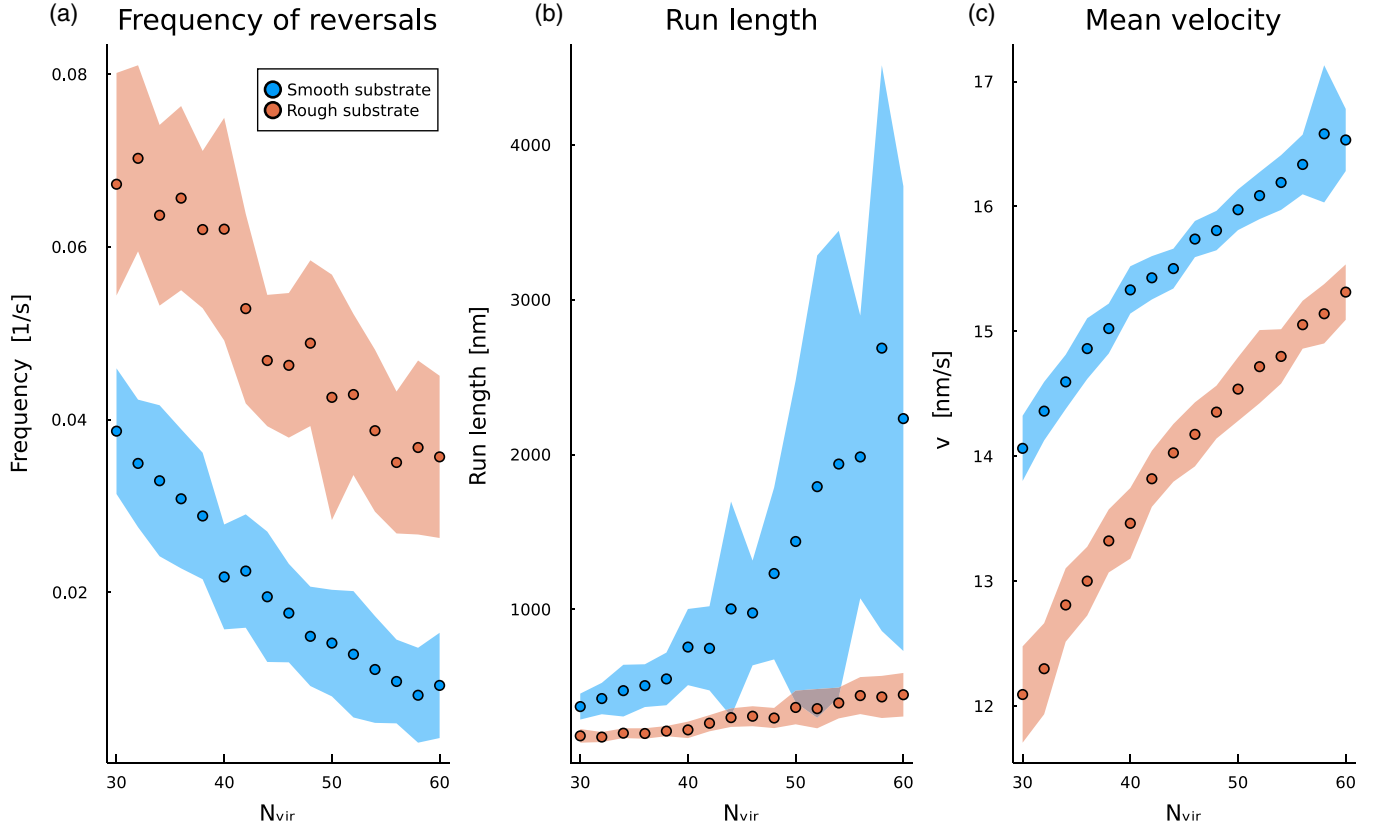 (a) Frequency of reversals
0.08
0.06
0.04
0.02
Frequency [1/s]
Smooth substrate
Rough substrate
30 40 50 60
Nvir
(b) Run length
4000
3000
2000
1000
Run length [nm]
30 40 50 60
Nvir
(c) Mean velocity
17
16
15
14
13
12
v [nm/s]
30 40 50 60
Nvir